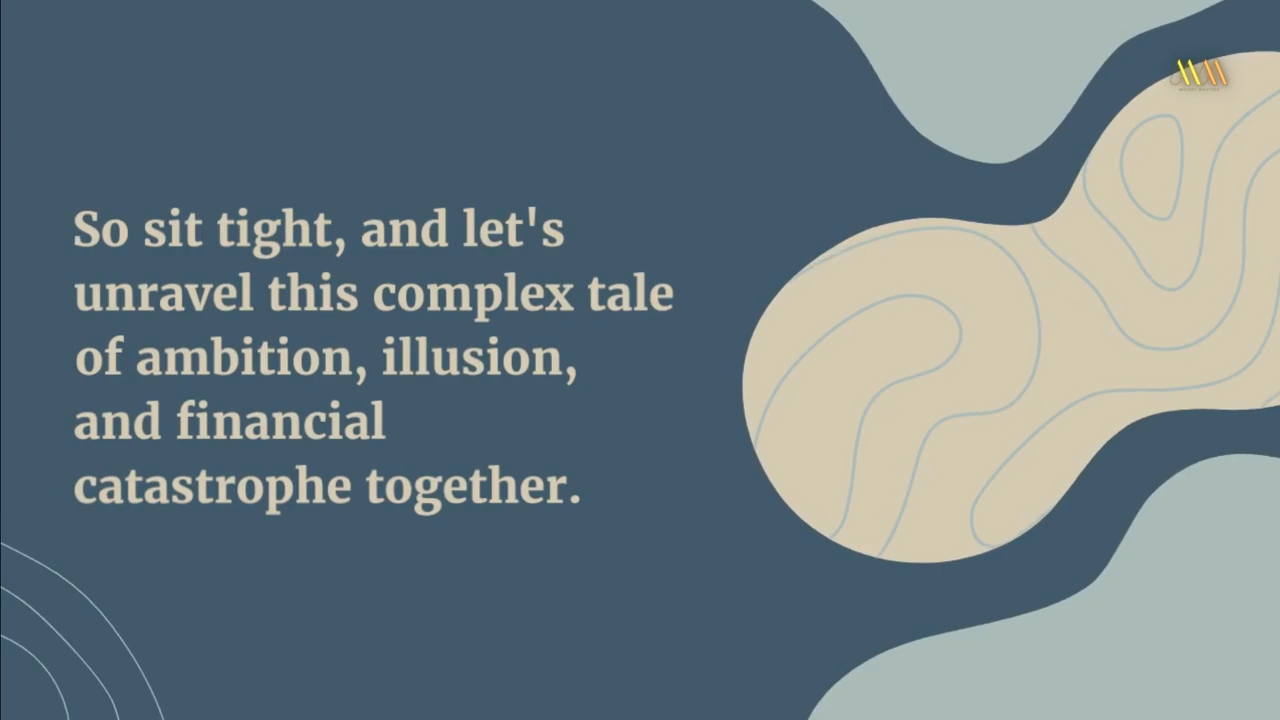 So sit tight, and let's
unravel this complex tale
of ambition, illusion,
and financial
catastrophe together.